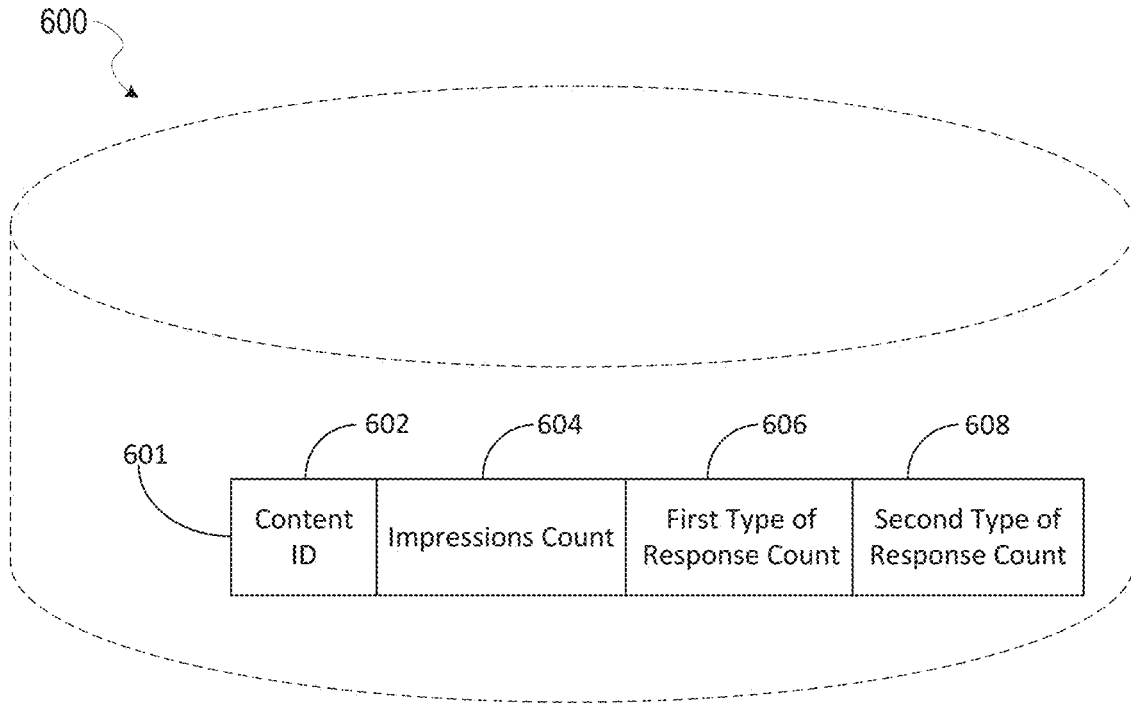 600
602
604
606
608
601
Content
ID
Impressions Count
First Type of
Response Count
Second Type of
Response Count